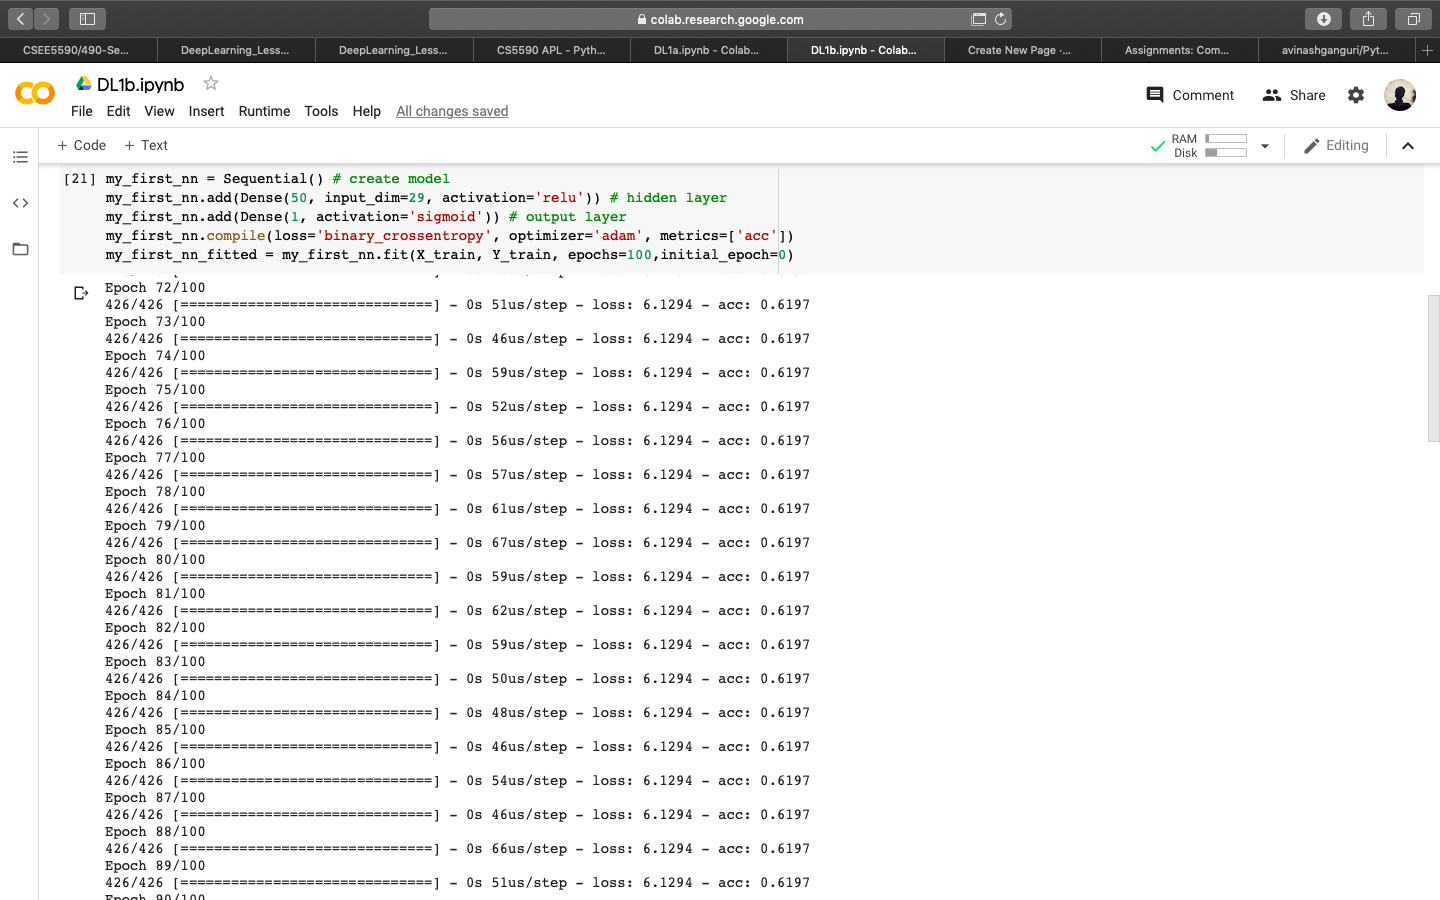 colab.research.google.com
CSEE5590/490-Se...
DeepLearning_Less...
DeepLearning_Less...
CS5590 APL - Pyth...
DL1a.ipynb - Colab...
DL1b.ipynb - Colab...
Create New Page ·...
Assignments: Com...
avinashganguri/Pyt...
DL1b.ipynb
Comment
Share
File Edit View Insert Runtime Tools Help All changes saved
+ Code + Text
RAM
Disk
Editing
[21] my_first_nn = Sequential() # create model
my_first_nn.add(Dense(50, input_dim=29, activation='relu')) # hidden layer
my_first_nn.add(Dense(1, activation='sigmoid')) # output layer
my_first_nn.compile(loss='binary_crossentropy', optimizer='adam', metrics=['acc'])
my_first_nn_fitted = my_first_nn.fit(X_train, Y_train, epochs=100,initial_epoch=0)
Epoch 72/100
426/426 [==============================] - 0s 51us/step - loss: 6.1294 - acc: 0.6197
Epoch 73/100
426/426 [==============================] - 0s 46us/step - loss: 6.1294 - acc: 0.6197
Epoch 74/100
426/426 [==============================] - 0s 59us/step - loss: 6.1294 - acc: 0.6197
Epoch 75/100
426/426 [==============================] - 0s 52us/step - loss: 6.1294 - acc: 0.6197
Epoch 76/100
426/426 [==============================] - 0s 56us/step - loss: 6.1294 - acc: 0.6197
Epoch 77/100
426/426 [==============================] - 0s 57us/step - loss: 6.1294 - acc: 0.6197
Epoch 78/100
426/426 [==============================] - 0s 61us/step - loss: 6.1294 - acc: 0.6197
Epoch 79/100
426/426 [==============================] - 0s 67us/step - loss: 6.1294 - acc: 0.6197
Epoch 80/100
426/426 [==============================] - 0s 59us/step - loss: 6.1294 - acc: 0.6197
Epoch 81/100
426/426 [==============================] - 0s 62us/step - loss: 6.1294 - acc: 0.6197
Epoch 82/100
426/426 [==============================] - 0s 59us/step - loss: 6.1294 - acc: 0.6197
Epoch 83/100
426/426 [==============================] - 0s 50us/step - loss: 6.1294 - acc: 0.6197
Epoch 84/100
426/426 [==============================] - 0s 48us/step - loss: 6.1294 - acc: 0.6197
Epoch 85/100
426/426 [==============================] - 0s 46us/step - loss: 6.1294 - acc: 0.6197
Epoch 86/100
426/426 [==============================] - 0s 54us/step - loss: 6.1294 - acc: 0.6197
Epoch 87/100
426/426 [==============================] - 0s 46us/step - loss: 6.1294 - acc: 0.6197
Epoch 88/100
426/426 [==============================] - 0s 66us/step - loss: 6.1294 - acc: 0.6197
Epoch 89/100
426/426 [==============================] - 0s 51us/step - loss: 6.1294 - acc: 0.6197
Epoch 90/100